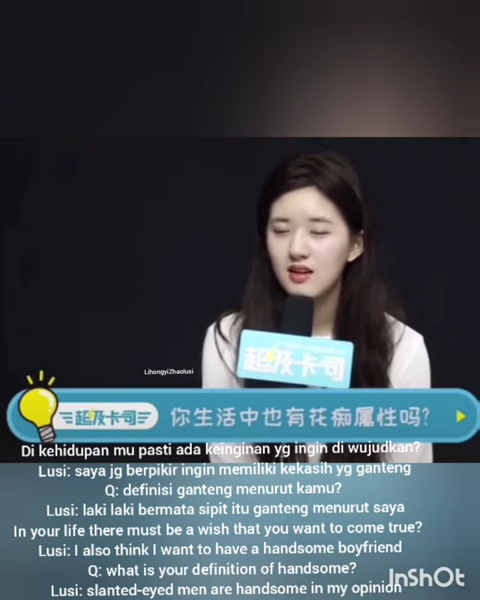 超及卡司
LihongyiZhaolusi
超及卡司
你生活中也有花痴属性吗?
Di kehidupan mu pasti ada keinginan yg ingin di wujudkan?
Lusi: saya jg berpikir ingin memiliki kekasih yg ganteng
Q: definisi ganteng menurut kamu?
Lusi: laki laki bermata sipit itu ganteng menurut saya
In your life there must be a wish that you want to come true?
Lusi: I also think I want to have a handsome boyfriend
Q: what is your definition of handsome?
Lusi: slanted-eyed men are handsome in my opinion
InShOt